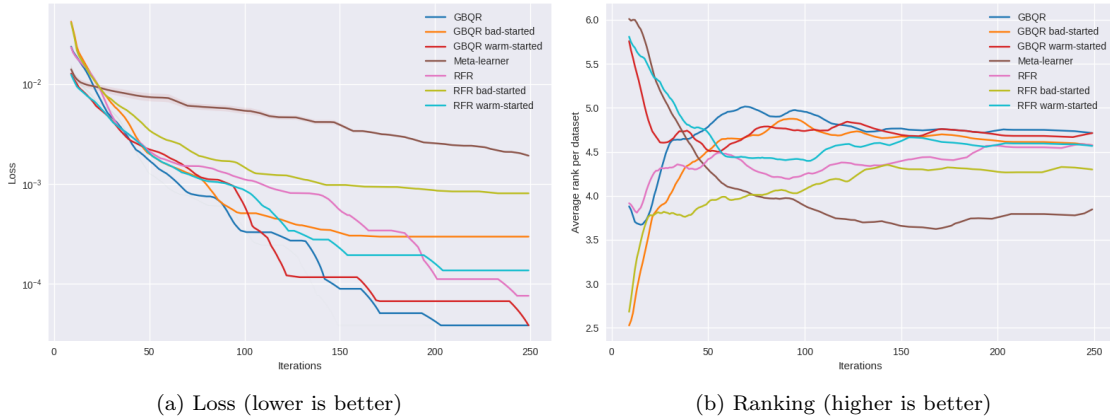 GBQR
GBQR bad-started
GBQR warm-started
Meta-learner
RFR
RFR bad-started
RFR warm-started
10⁻²
10⁻³
10⁻⁴
Loss
0 50 100 150 200 250
Iterations
(a) Loss (lower is better)
GBQR
GBQR bad-started
GBQR warm-started
Meta-learner
RFR
RFR bad-started
RFR warm-started
6.0
5.5
5.0
4.5
4.0
3.5
3.0
2.5
Average rank per dataset
0 50 100 150 200 250
Iterations
(b) Ranking (higher is better)